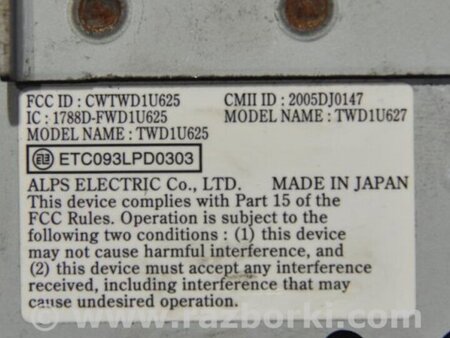 FCC ID : CWTWD1U625 CMII ID : 2005DJ0147
IC : 1788D-FWD1U625 MODEL NAME : TWD1U627
MODEL NAME : TWD1U625
ETC093LPD0303
ALPS ELECTRIC Co., LTD. MADE IN JAPAN
This device complies with Part 15 of the
FCC Rules. Operation is subject to the
following two conditions : (1) this device
may not cause harmful interference, and
(2) this device must accept any interference
received, including interference that may
cause undesired operation.
www.razborki.com